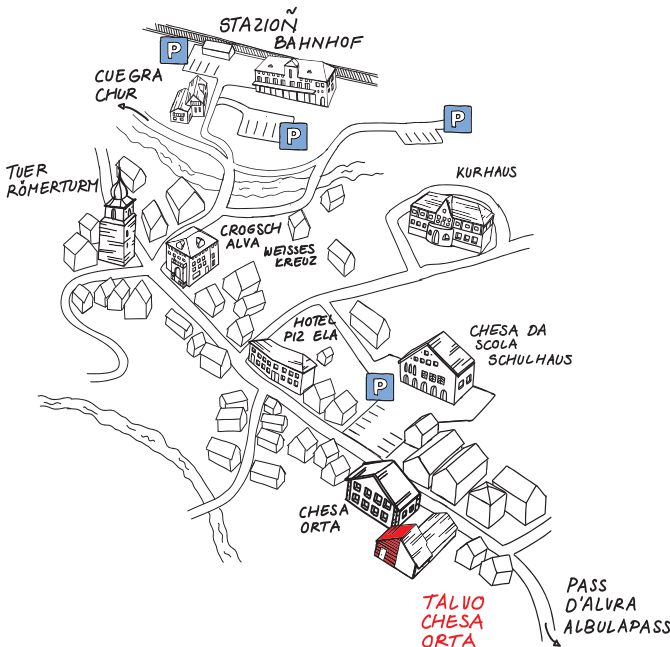 STAZIOÑ
BAHNHOF
P
CUEGRA
CHUR
P
P
TUER
RÖMERTURM
KURHAUS
CROGSCH
ALVA
WEISSES
KREUZ
HOTEL
PIZ ELA
CHESA DA
SCOLA
SCHULHAUS
P
CHESA
ORTA
TALVO
CHESA
ORTA
PASS
D'ALVRA
ALBULAPASS